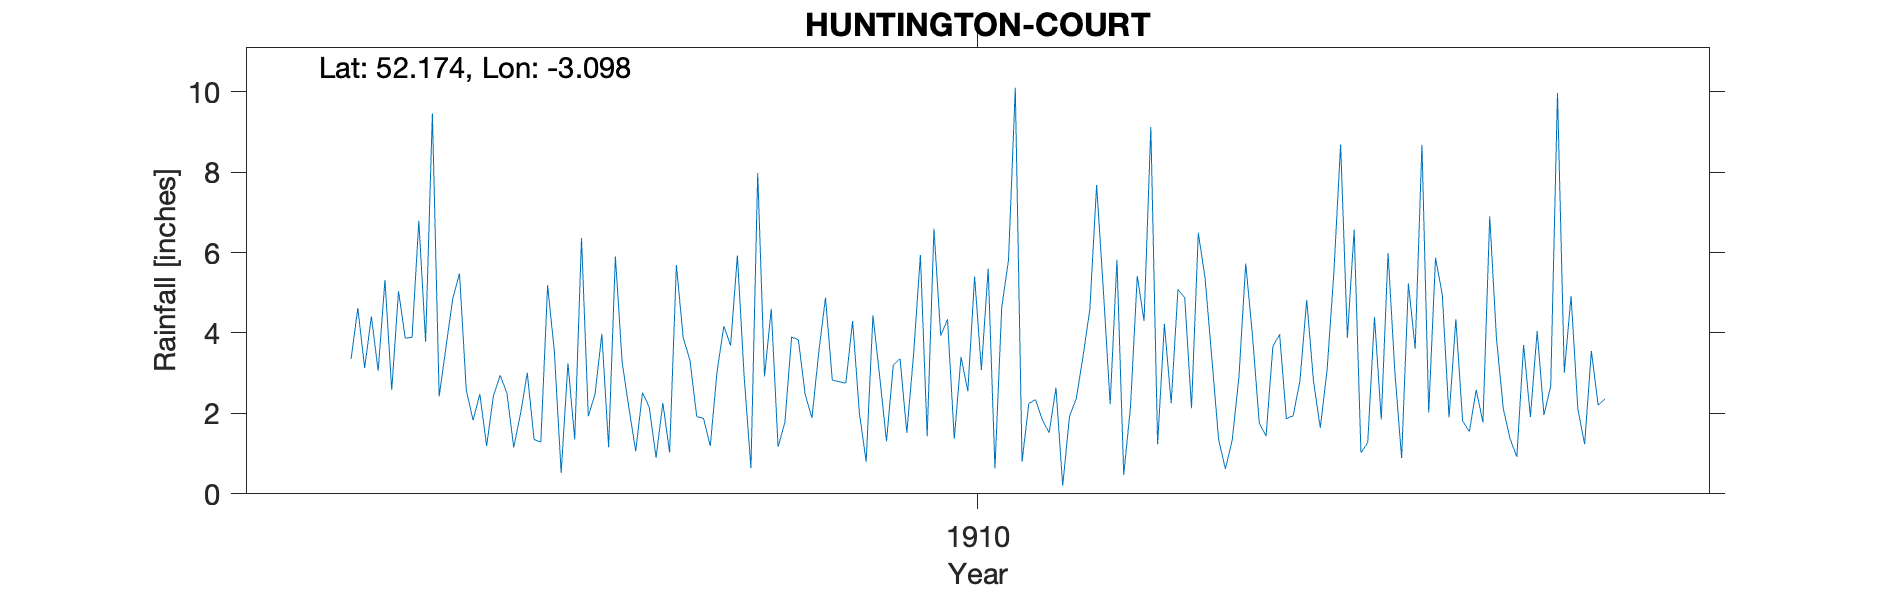 HUNTINGTON-COURT
Lat: 52.174, Lon: -3.098
10
8
6
4
2
0
Rainfall [inches]
1910
Year